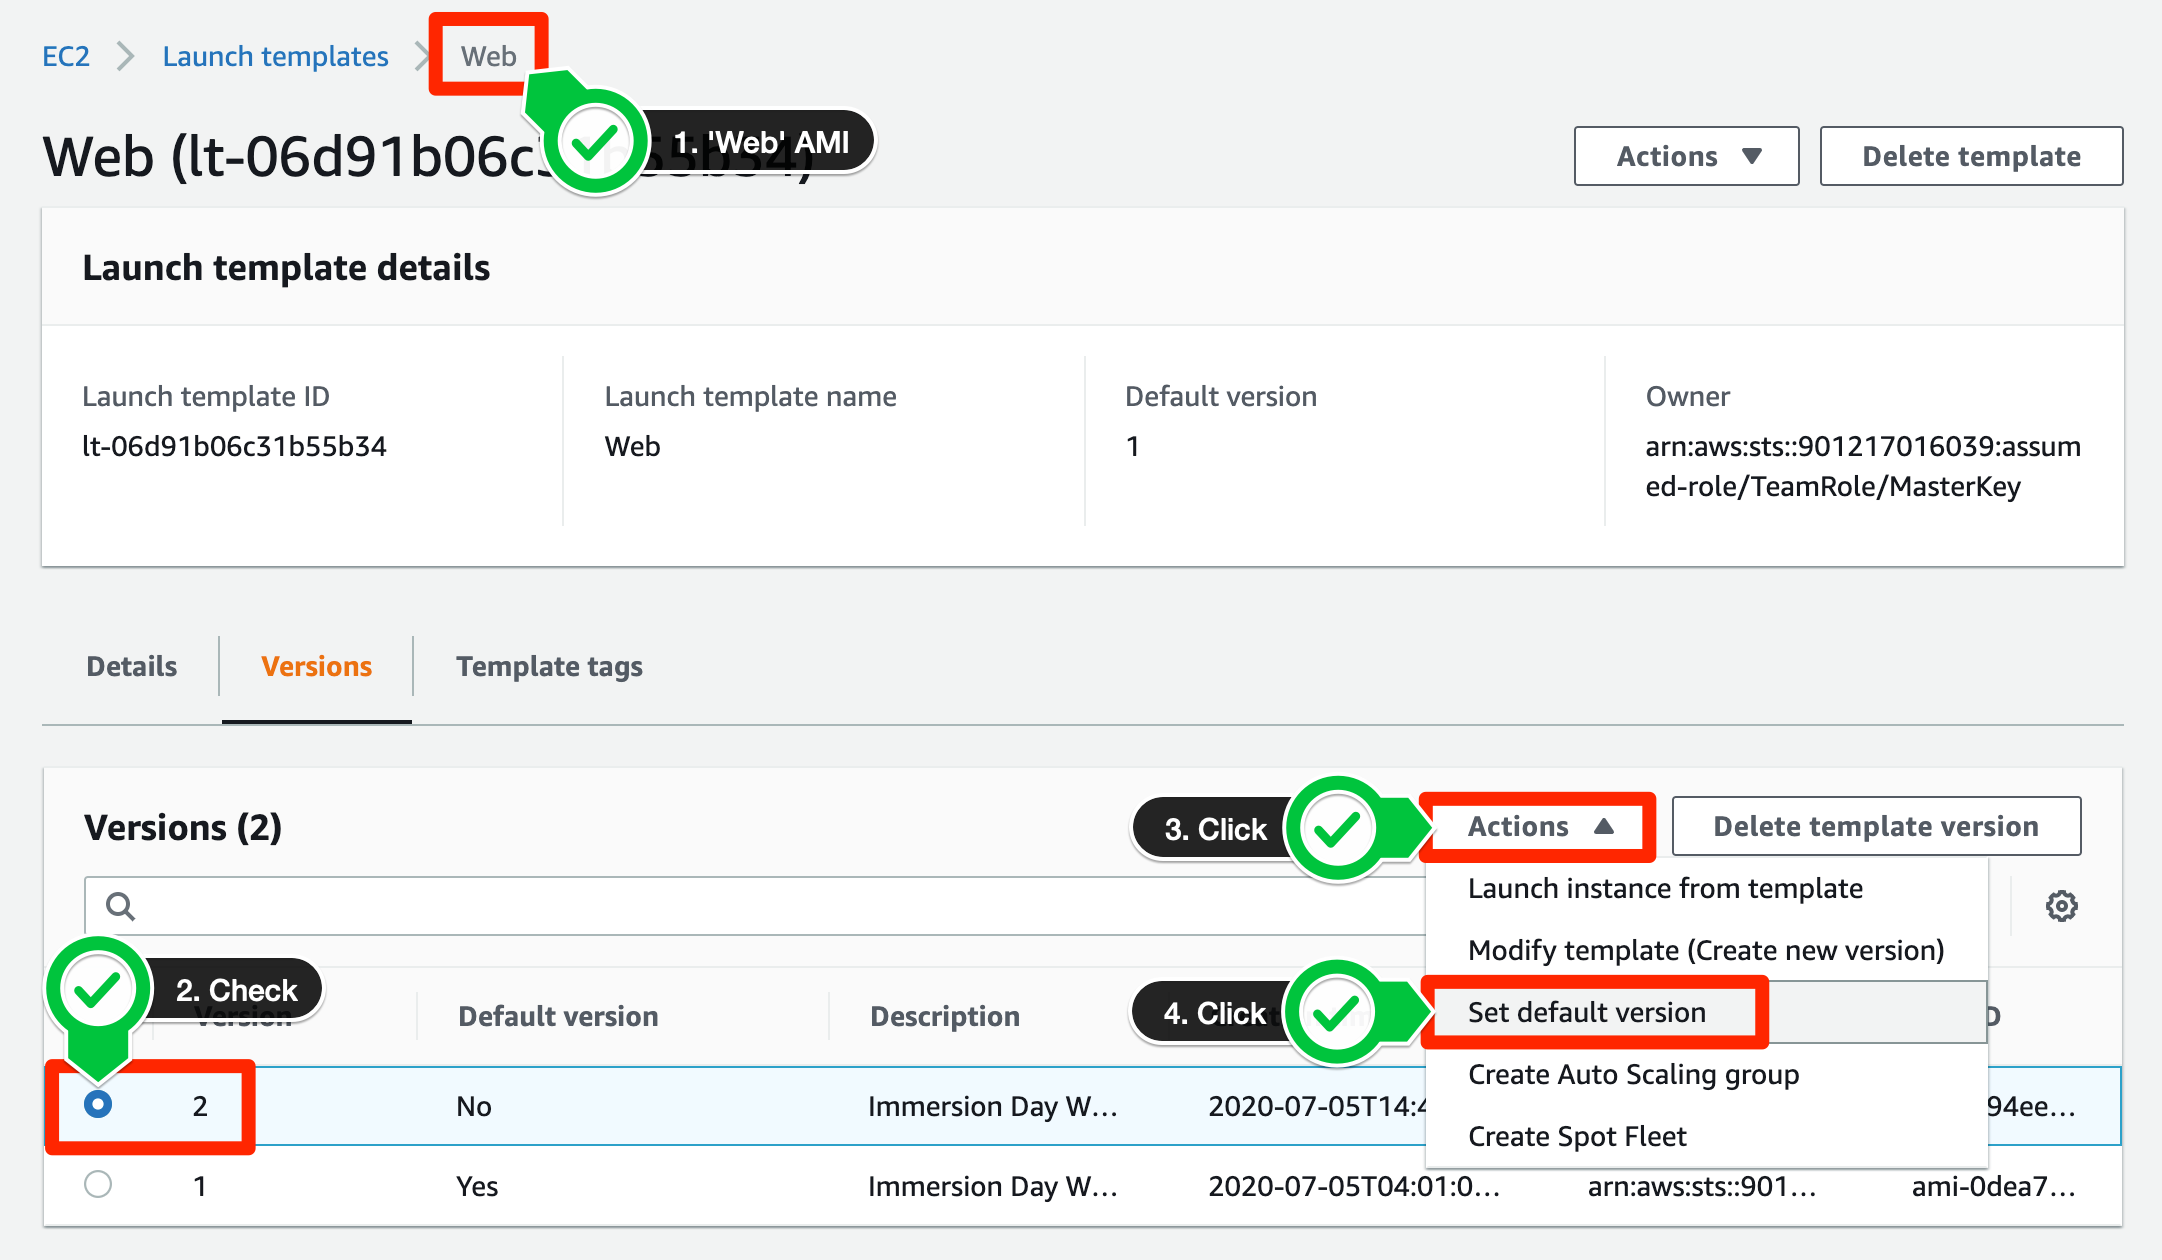 EC2 Launch templates Web
Web (lt-06d91b06c31b55b34)
1. 'Web' AMI
Actions
Delete template
Launch template details
Launch template ID
lt-06d91b06c31b55b34
Launch template name
Web
Default version
1
Owner
arn:aws:sts::901217016039:assum
ed-role/TeamRole/MasterKey
Details Versions Template tags
Versions (2)
3. Click
Actions
Delete template version
Launch instance from template
Modify template (Create new version)
Set default version
Create Auto Scaling group
Create Spot Fleet
2. Check
4. Click
Version Default version Description
2 No Immersion Day W... 2020-07-05T14:4 94ee...
1 Yes Immersion Day W... 2020-07-05T04:01:0... arn:aws:sts::901... ami-0dea7...